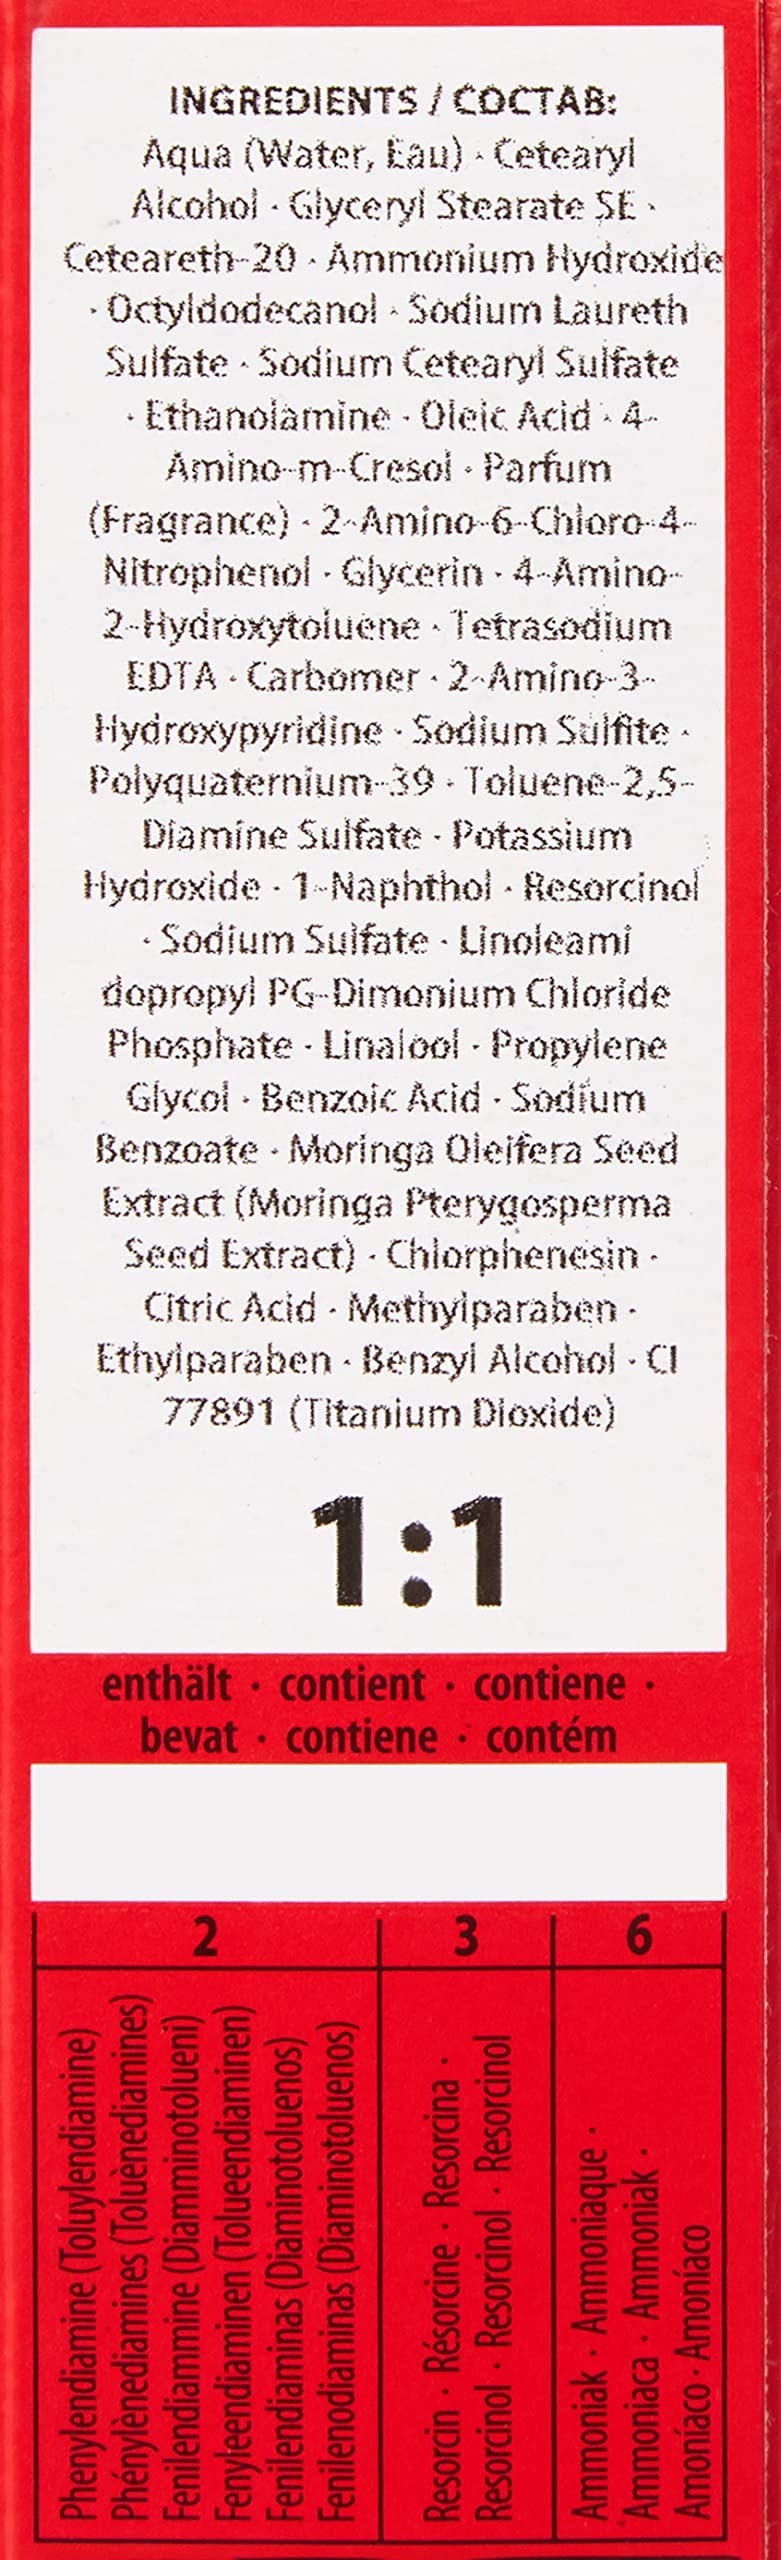 INGREDIENTS / СОСТАВ:
Aqua (Water, Eau) · Cetearyl
Alcohol · Glyceryl Stearate SE ·
Ceteareth-20 · Ammonium Hydroxide
· Octyldodecanol · Sodium Laureth
Sulfate · Sodium Cetearyl Sulfate
· Ethanolamine · Oleic Acid · 4-
Amino-m-Cresol · Parfum
(Fragrance) · 2-Amino-6-Chloro-4-
Nitrophenol · Glycerin · 4-Amino-
2-Hydroxytoluene · Tetrasodium
EDTA · Carbomer · 2-Amino-3-
Hydroxypyridine · Sodium Sulfite ·
Polyquaternium-39 · Toluene-2,5-
Diamine Sulfate · Potassium
Hydroxide · 1-Naphthol · Resorcinol
· Sodium Sulfate · Linoleami
dopropyl PG-Dimonium Chloride
Phosphate · Linalool · Propylene
Glycol · Benzoic Acid · Sodium
Benzoate · Moringa Oleifera Seed
Extract (Moringa Pterygosperma
Seed Extract) · Chlorphenesin ·
Citric Acid · Methylparaben ·
Ethylparaben · Benzyl Alcohol · CI
77891 (Titanium Dioxide)
1:1
enthält · contient · contiene ·
bevat · contiene · contém
2
Phenylendiamine (Toluylendiamine)
Phénylènediamines (Toluènediamines)
Fenilendiammine (Diamminotolueni)
Fenyleendiaminen (Tolueendiaminen)
Fenilendiaminas (Diaminotoluenos)
Fenilenodiaminas (Diaminotoluenos)
3
Resorcin · Résorcine · Resorcina ·
Resorcinol · Resorcinol · Resorcinol
6
Ammoniak · Ammoniaque ·
Ammoniaca · Ammoniak ·
Amoníaco · Amoníaco